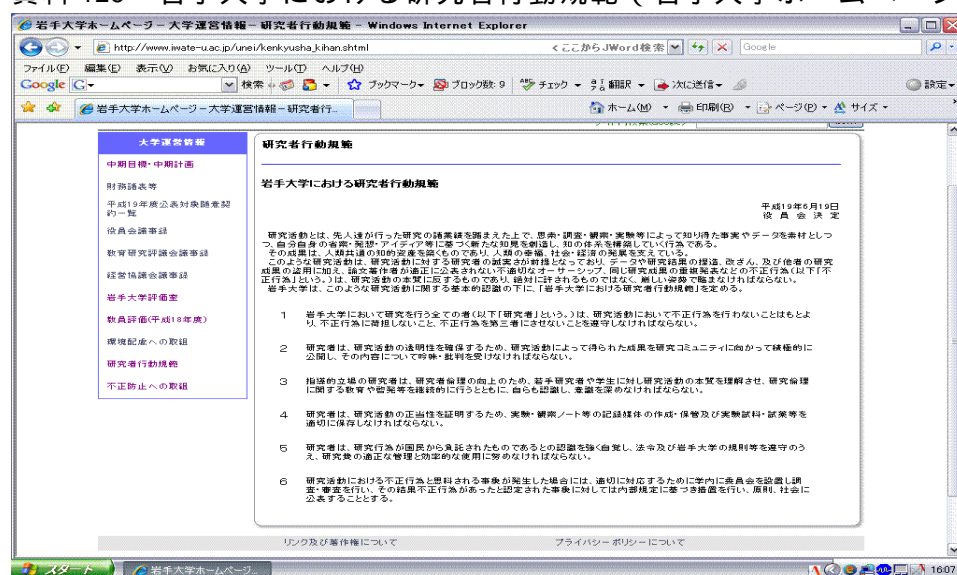 岩手大学ホームページ - 大学運営情報 - 研究者行動規範 - Windows Internet Explorer
http://www.iwate-u.ac.jp/unei/kenkyusha_kihan.shtml
<ここからJWord検索
Google
ファイル(F) 編集(E) 表示(V) お気に入り(A) ツール(T) ヘルプ(H)
Google G 検索 ブックマーク ブロック数: 9 チェック 翻訳 次に送信 設定
岩手大学ホームページ - 大学運営情報 - 研究者行... ホーム(M) 印刷(R) ページ(P) サイズ
大学運営情報
中期目標・中期計画
財務諸表等
平成19年度公表対象随意契
約一覧
役員会議事録
教育研究評議会議事録
経営協議会議事録
岩手大学評価室
教員評価(平成18年度)
環境配慮への取組
研究者行動規範
不正防止への取組
研究者行動規範
岩手大学における研究者行動規範
平成19年6月19日
役員会決定
研究活動とは、先人達が行った研究の諸業績を踏まえた上で、思索・調査・観察・実験等によって知り得た事実やデータを素材としつ
つ、自分自身の省察・発想・アイディア等に基づく新たな知見を創造し、知の体系を構築していく行為である。
その成果は、人類共通の知的資産を築くものであり、人類の幸福、社会・経済の発展を支えている。
このような研究活動は、研究活動に対する研究者の誠実さが前提となっており、データや研究結果の捏造、改ざん、及び他者の研究
成果の盗用に加え、論文著作者が適正に公表されない不適切なオーサーシップ、同じ研究成果の重複発表などの不正行為(以下「不
正行為」という。)は、研究活動の本質に反するものであり、絶対に許されるものではなく、厳しい姿勢で臨まなければならない。
岩手大学は、このような研究活動に関する基本的認識の下に、「岩手大学における研究者行動規範」を定める。
1 岩手大学において研究を行う全ての者(以下「研究者」という。)は、研究活動において不正行為を行わないことはもとよ
り、不正行為に荷担しないこと、不正行為を第三者にさせないことを遵守しなければならない。
2 研究者は、研究活動の透明性を確保するため、研究活動によって得られた成果を研究コミュニティに向かって積極的に
公開し、その内容について吟味・批判を受けなければならない。
3 指導的立場の研究者は、研究者倫理の向上のため、若手研究者や学生に対し研究活動の本質を理解させ、研究倫理
に関する教育や啓発等を継続的に行うとともに、自らも認識し、意識を深めなければならない。
4 研究者は、研究活動の正当性を証明するため、実験・観察ノート等の記録媒体の作成・保管及び実験試料・試薬等を
適切に保存しなければならない。
5 研究者は、研究行為が国民から負託されたものであるとの認識を強く自覚し、法令及び岩手大学の規則等を遵守のう
え、研究費の適正な管理と効率的な使用に努めなければならない。
6 研究活動における不正行為と思料される事象が発生した場合には、適切に対応するために学内に委員会を設置し調
査・審査を行い、その結果不正行為があったと認定された事象に対しては内部規定に基づき措置を行い、原則、社会に
公表することとする。
リンク及び著作権について プライバシーポリシーについて
スタート 岩手大学ホームページ... 16:07